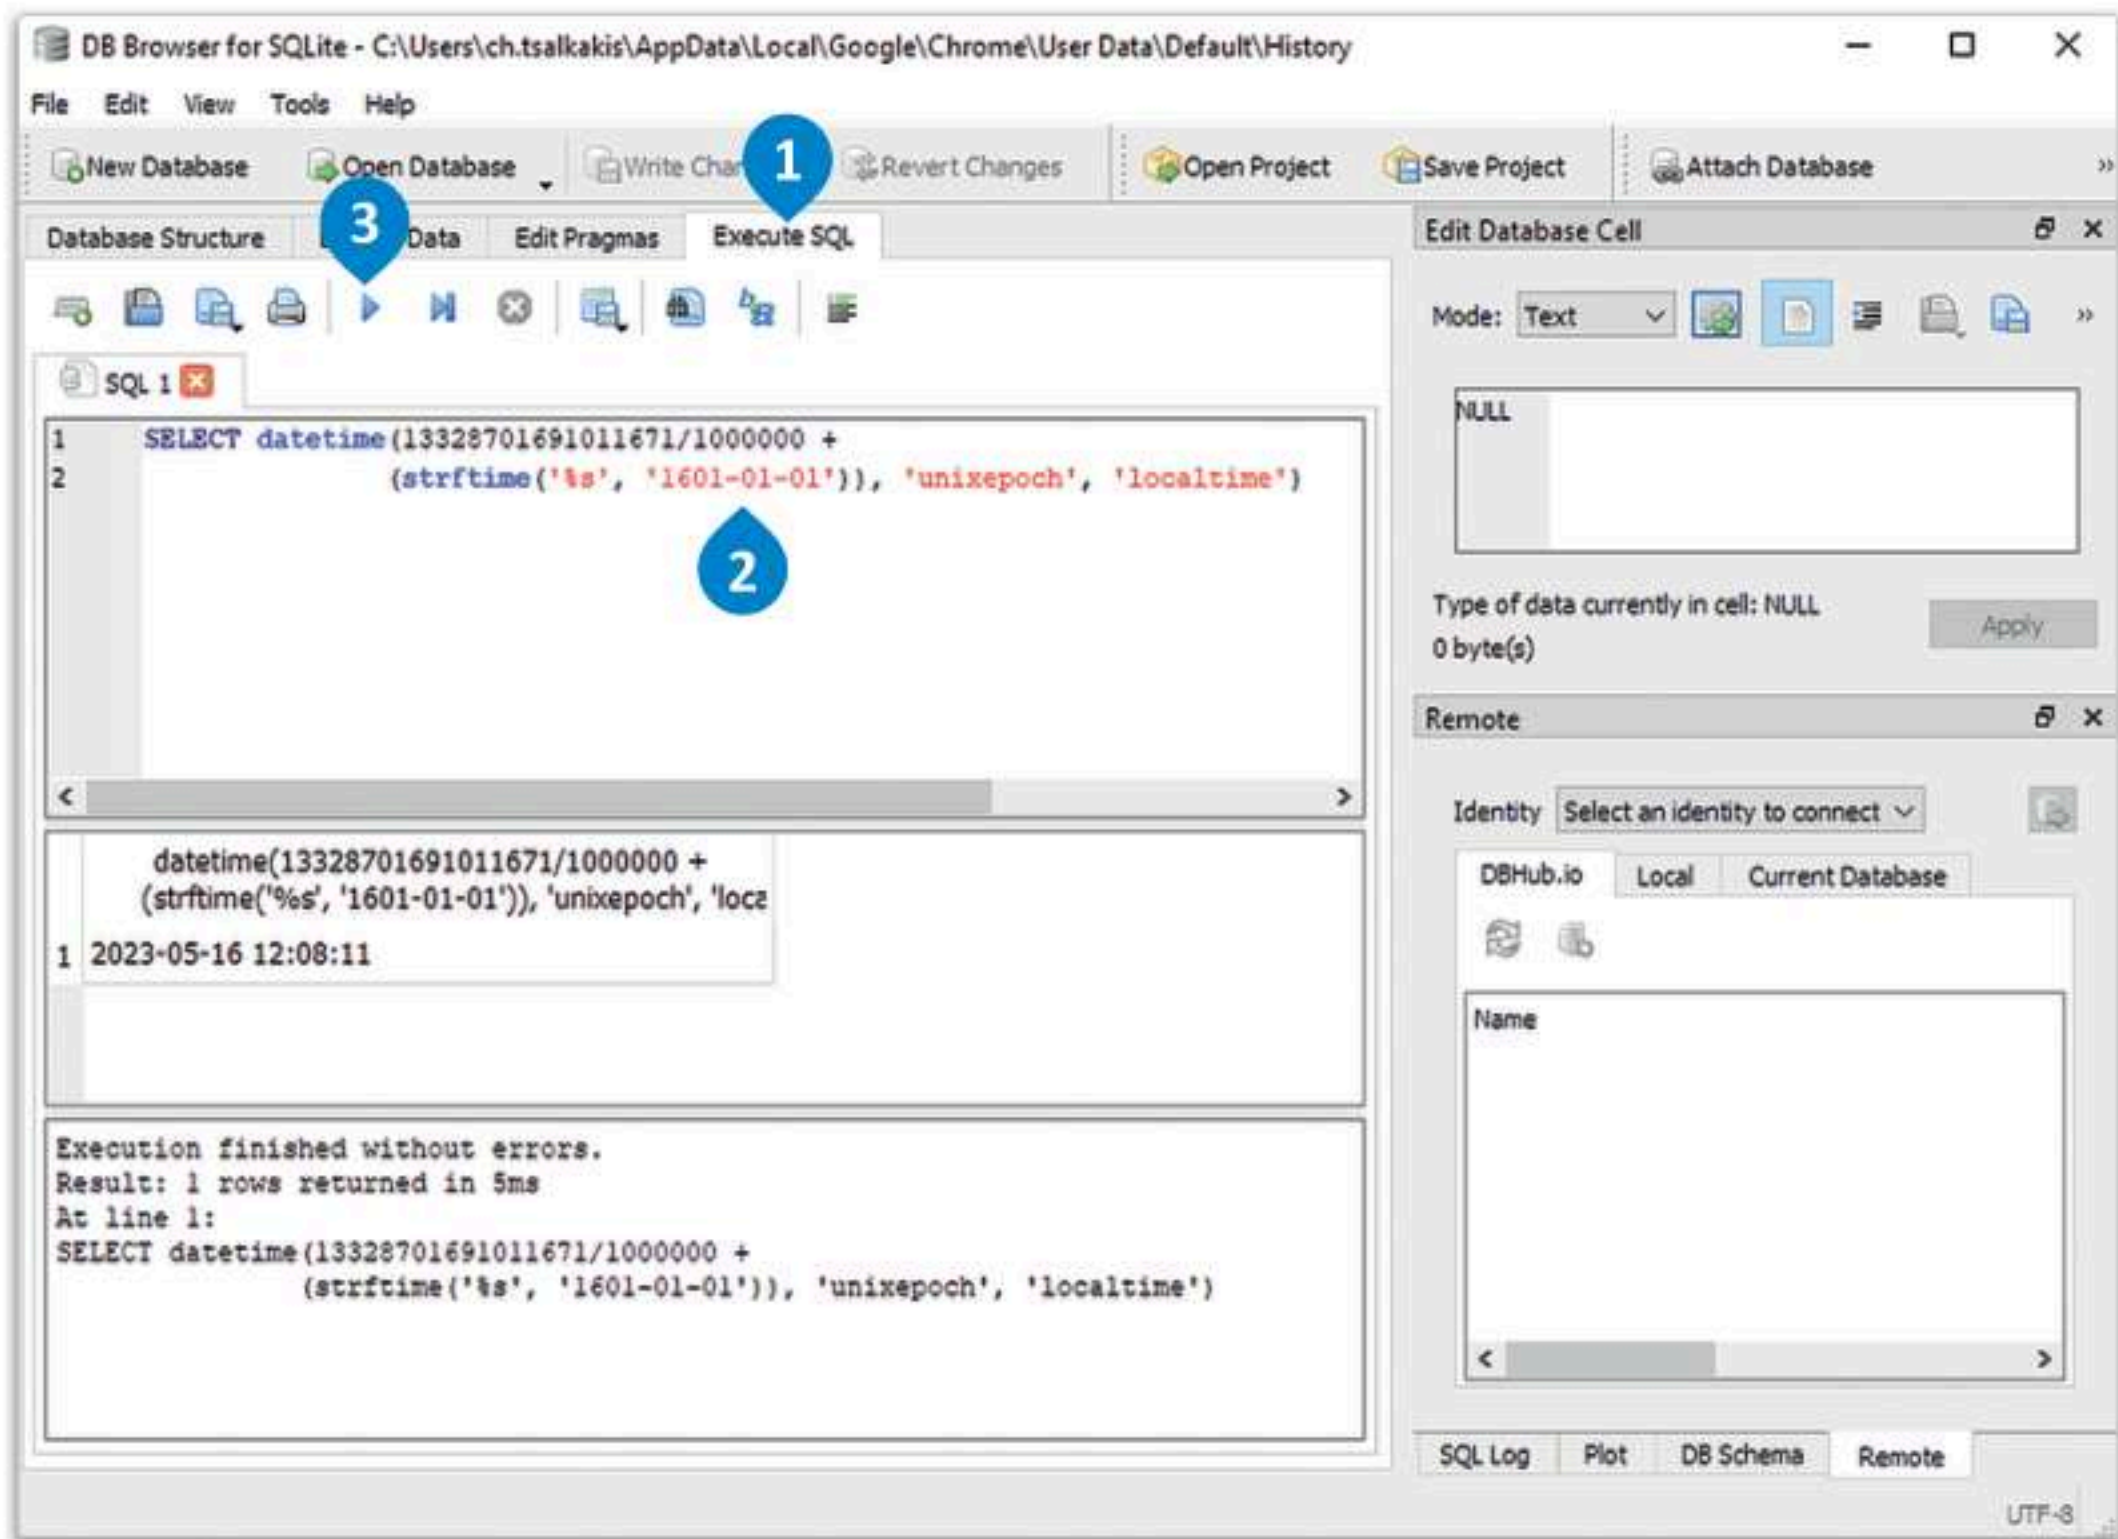 DB Browser for SQLite - C:\Users\ch.tsalkakis\AppData\Local\Google\Chrome\User Data\Default\History
File Edit View Tools Help
New Database Open Database Write Char 1 Revert Changes Open Project Save Project Attach Database »
Database Structure 3 Data Edit Pragmas Execute SQL
SQL 1
1 SELECT datetime(13328701691011671/1000000 +
2 (strftime('%s', '1601-01-01')), 'unixepoch', 'localtime')
2
datetime(13328701691011671/1000000 +
(strftime('%s', '1601-01-01')), 'unixepoch', 'loca
1 2023-05-16 12:08:11
Execution finished without errors.
Result: 1 rows returned in 5ms
At line 1:
SELECT datetime(13328701691011671/1000000 +
(strftime('%s', '1601-01-01')), 'unixepoch', 'localtime')
Edit Database Cell
Mode: Text »
NULL
Type of data currently in cell: NULL
0 byte(s)
Apply
Remote
Identity Select an identity to connect
DBHub.io Local Current Database
Name
SQL Log Plot DB Schema Remote
UTF-8